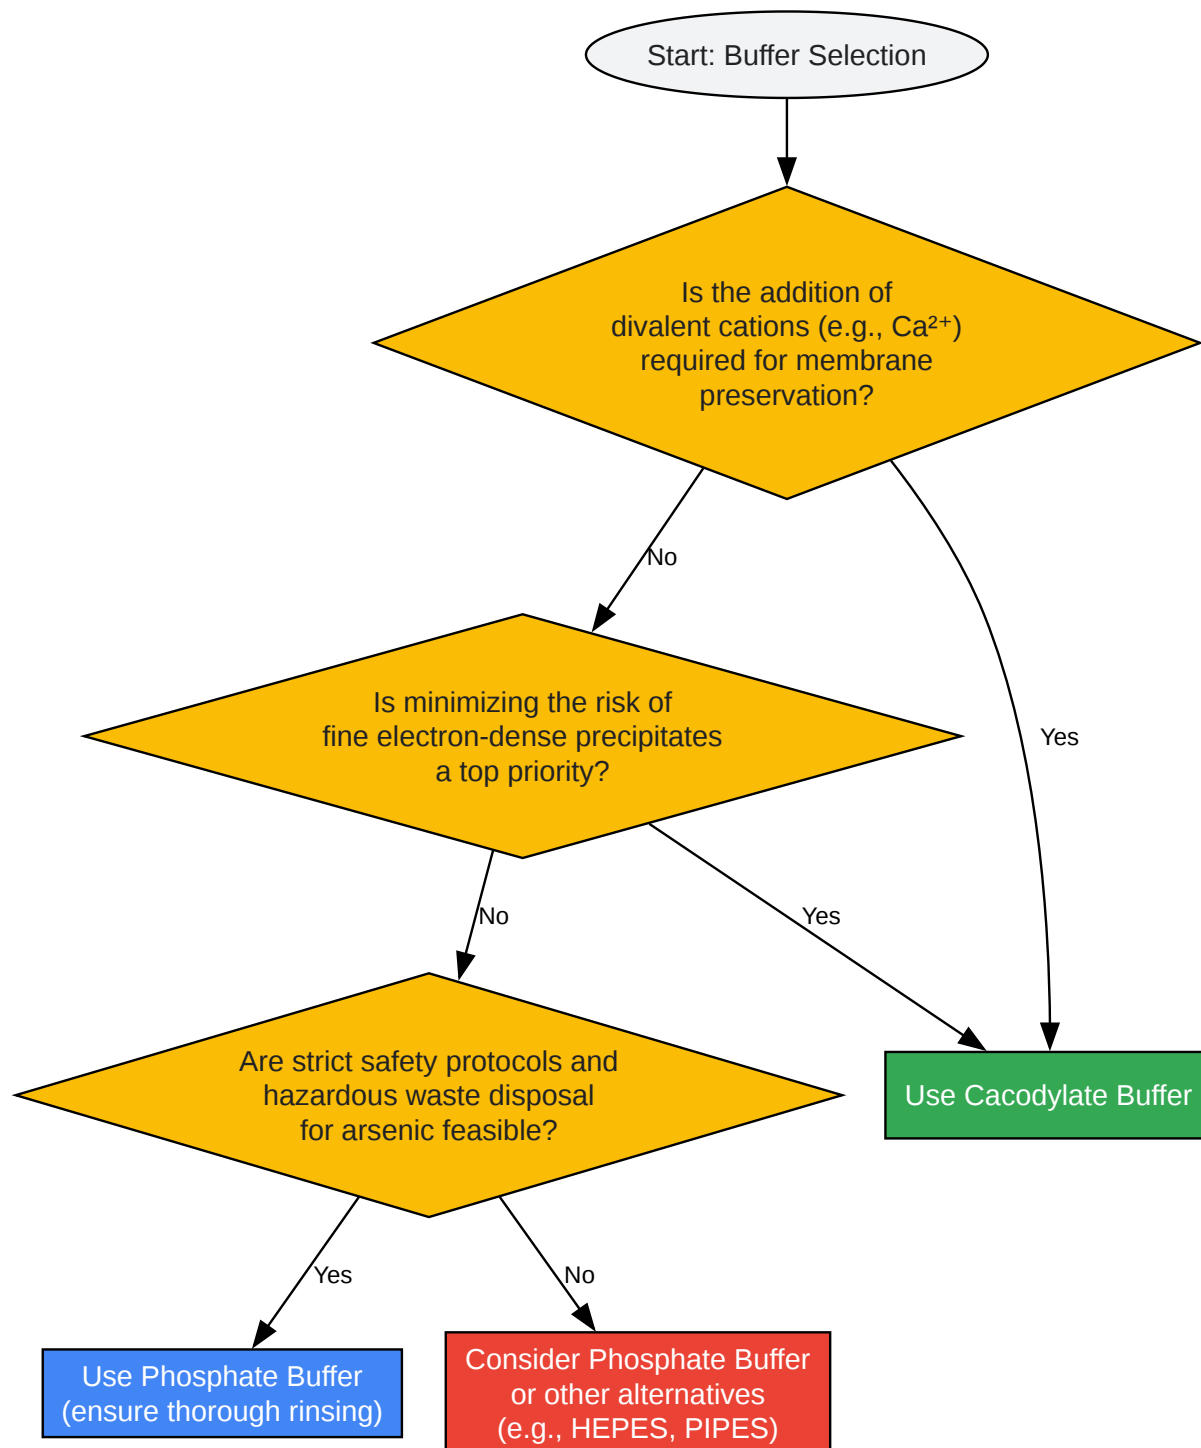 Start: Buffer Selection
Is the addition of
divalent cations (e.g., Ca²⁺)
required for membrane
preservation?
No
Yes
Is minimizing the risk of
fine electron-dense precipitates
a top priority?
No
Yes
Are strict safety protocols and
hazardous waste disposal
for arsenic feasible?
Use Cacodylate Buffer
Yes
No
Use Phosphate Buffer
(ensure thorough rinsing)
Consider Phosphate Buffer
or other alternatives
(e.g., HEPES, PIPES)